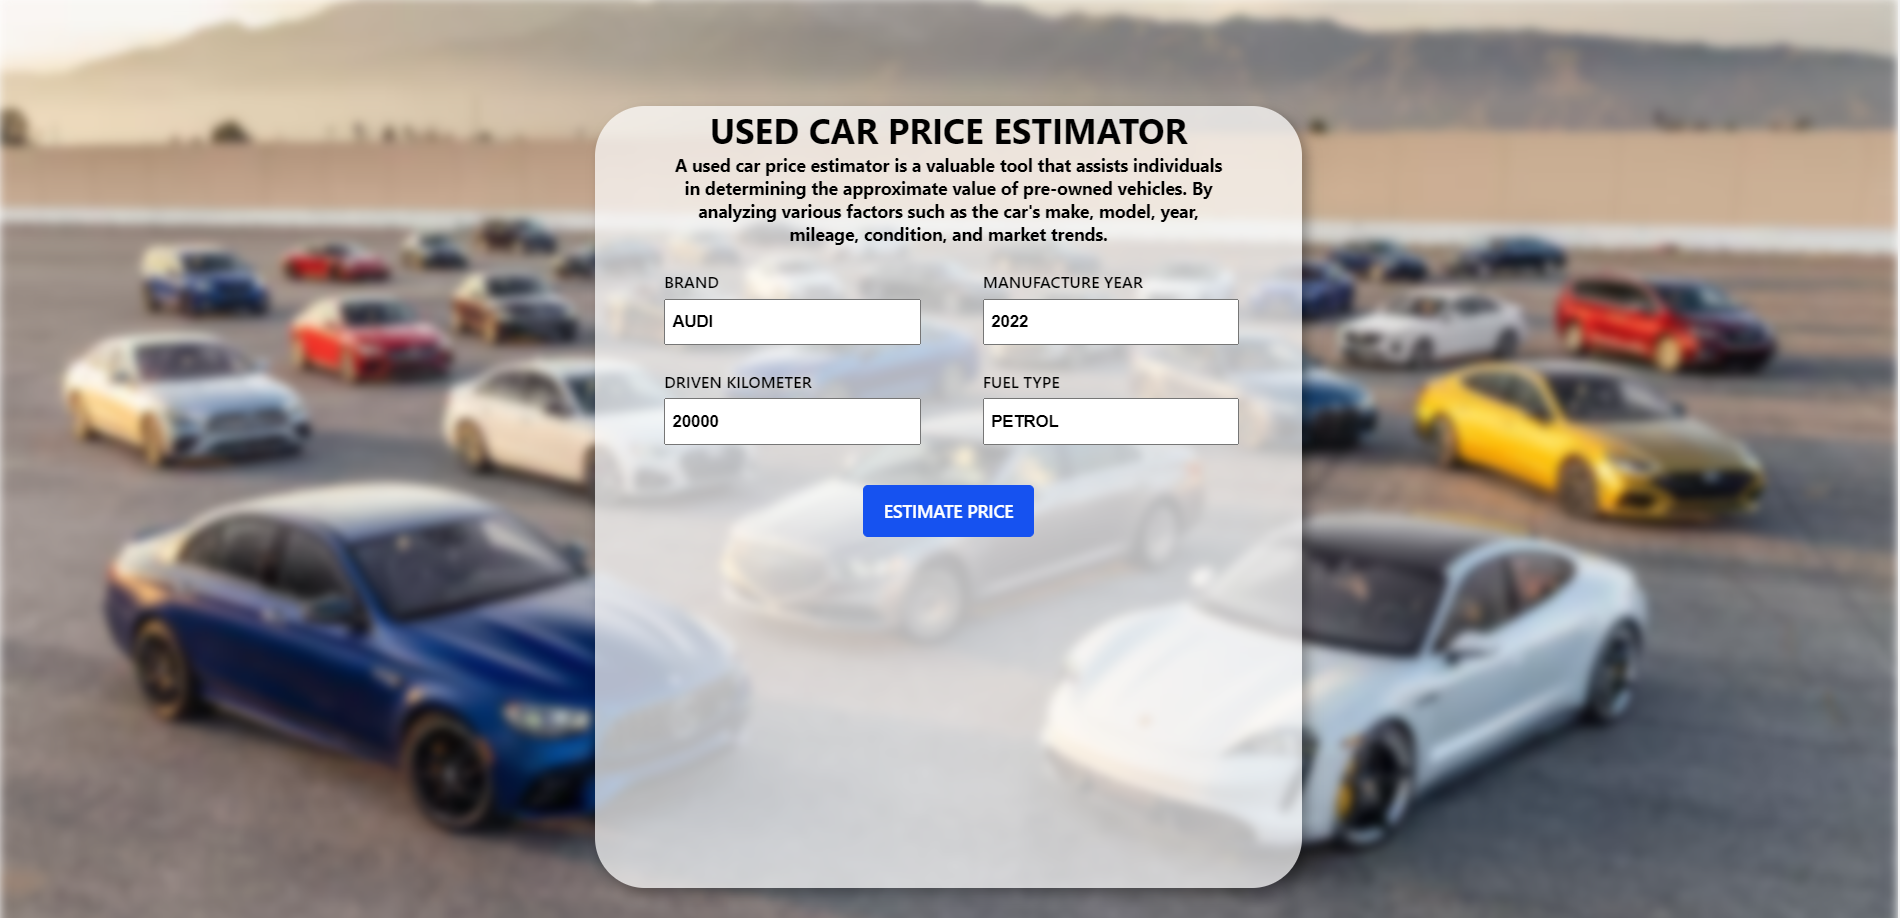 USED CAR PRICE ESTIMATOR
A used car price estimator is a valuable tool that assists individuals
in determining the approximate value of pre-owned vehicles. By
analyzing various factors such as the car's make, model, year,
mileage, condition, and market trends.
BRAND
MANUFACTURE YEAR
AUDI
2022
DRIVEN KILOMETER
FUEL TYPE
20000
PETROL
ESTIMATE PRICE